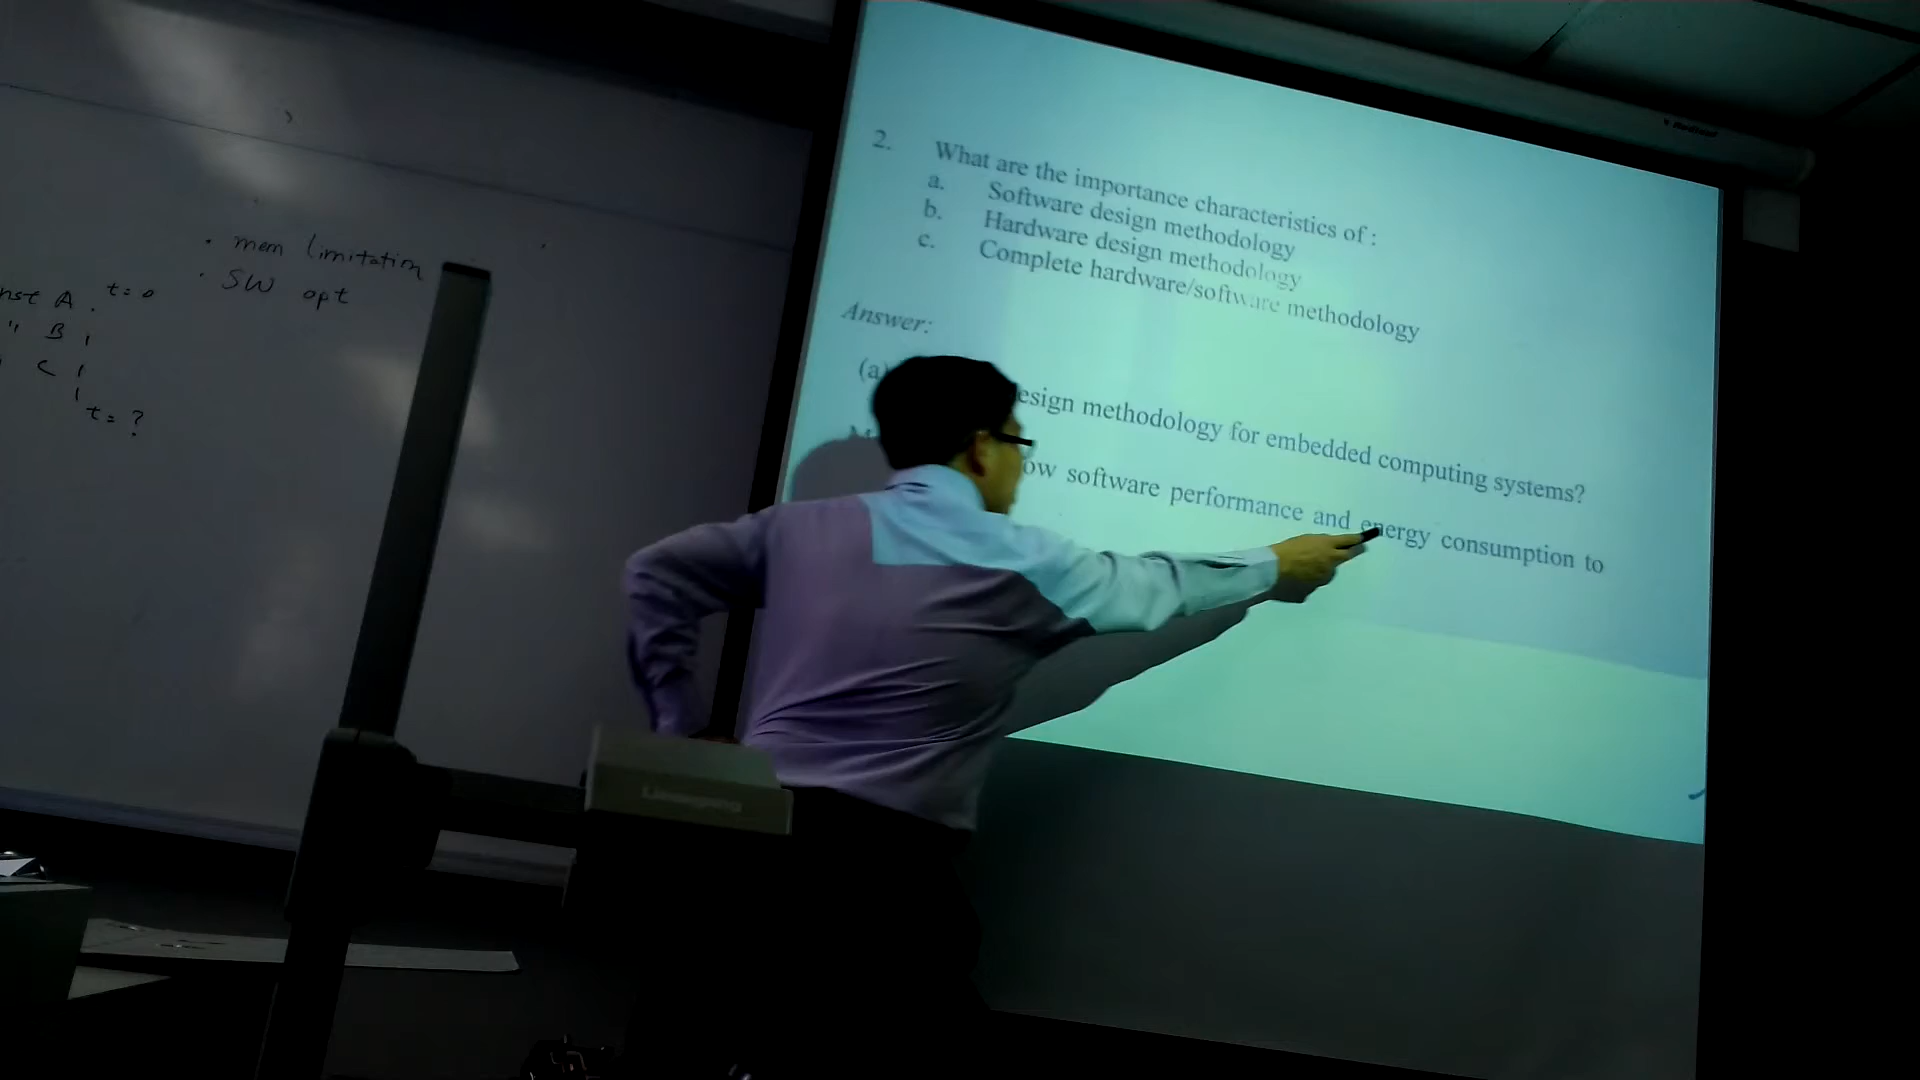 mem limitation
SW opt
nst A . t=0
" B
C
t= ?
2. What are the importance characteristics of :
a. Software design methodology
b. Hardware design methodology
c. Complete hardware/software methodology
Answer:
(a) esign methodology for embedded computing systems?
ow software performance and energy consumption to